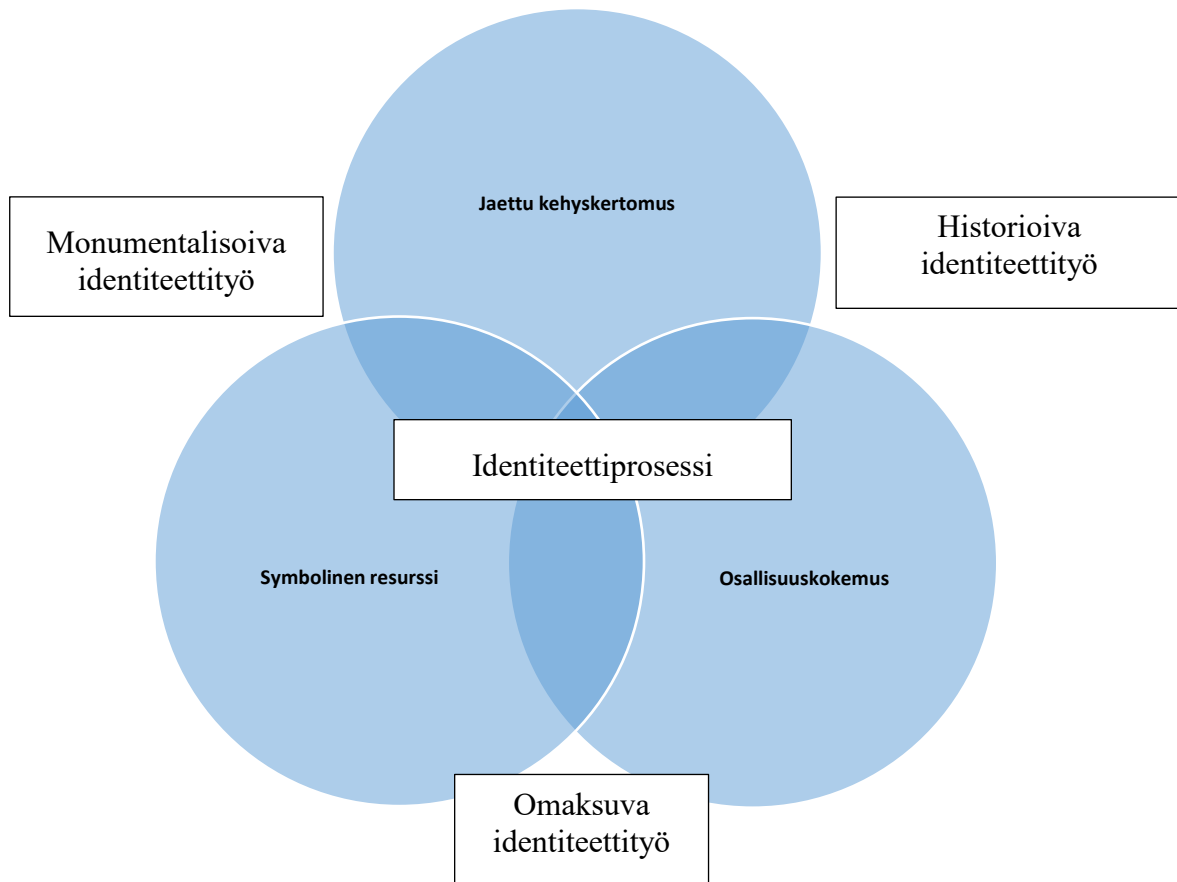 Jaettu kehyskertomus
Monumentalisoiva
identiteettityö
Historioiva
identiteettityö
Identiteettiprosessi
Symbolinen resurssi
Osallisuuskokemus
Omaksuva
identiteettityö